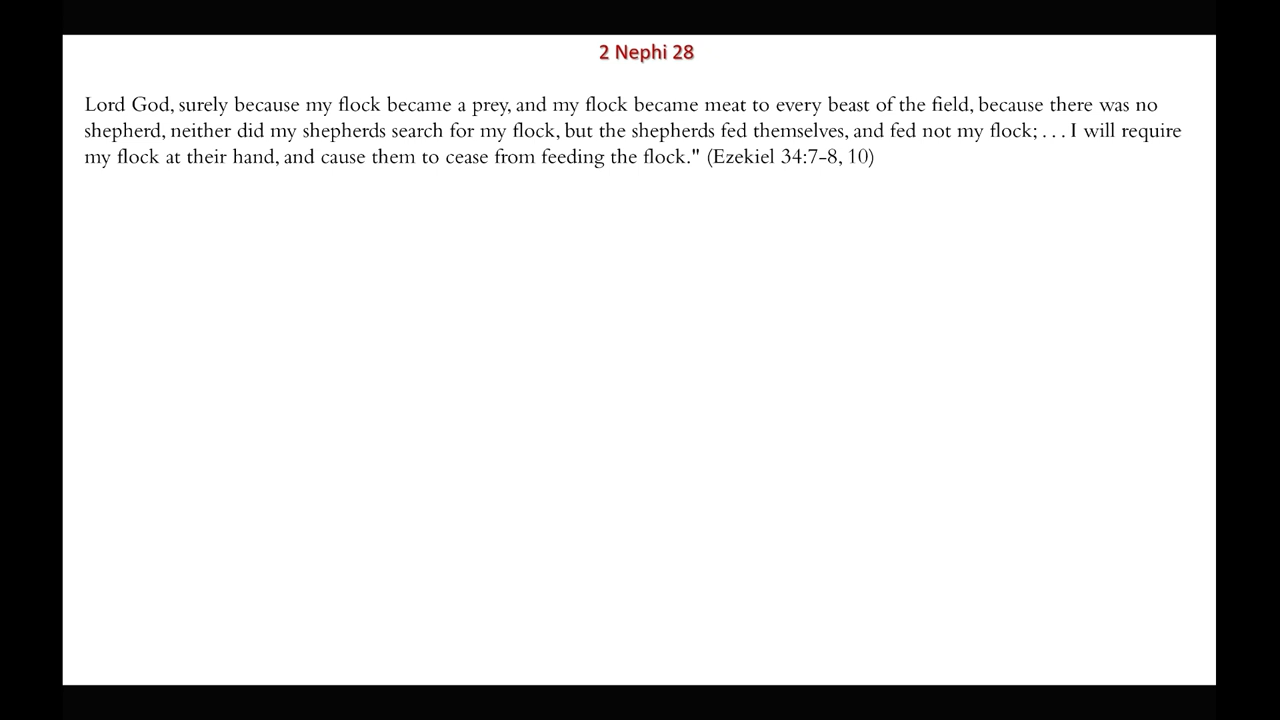 2 Nephi 28
Lord God, surely because my flock became a prey, and my flock became meat to every beast of the field, because there was no
shepherd, neither did my shepherds search for my flock, but the shepherds fed themselves, and fed not my flock; . . . I will require
my flock at their hand, and cause them to cease from feeding the flock." (Ezekiel 34:7-8, 10)